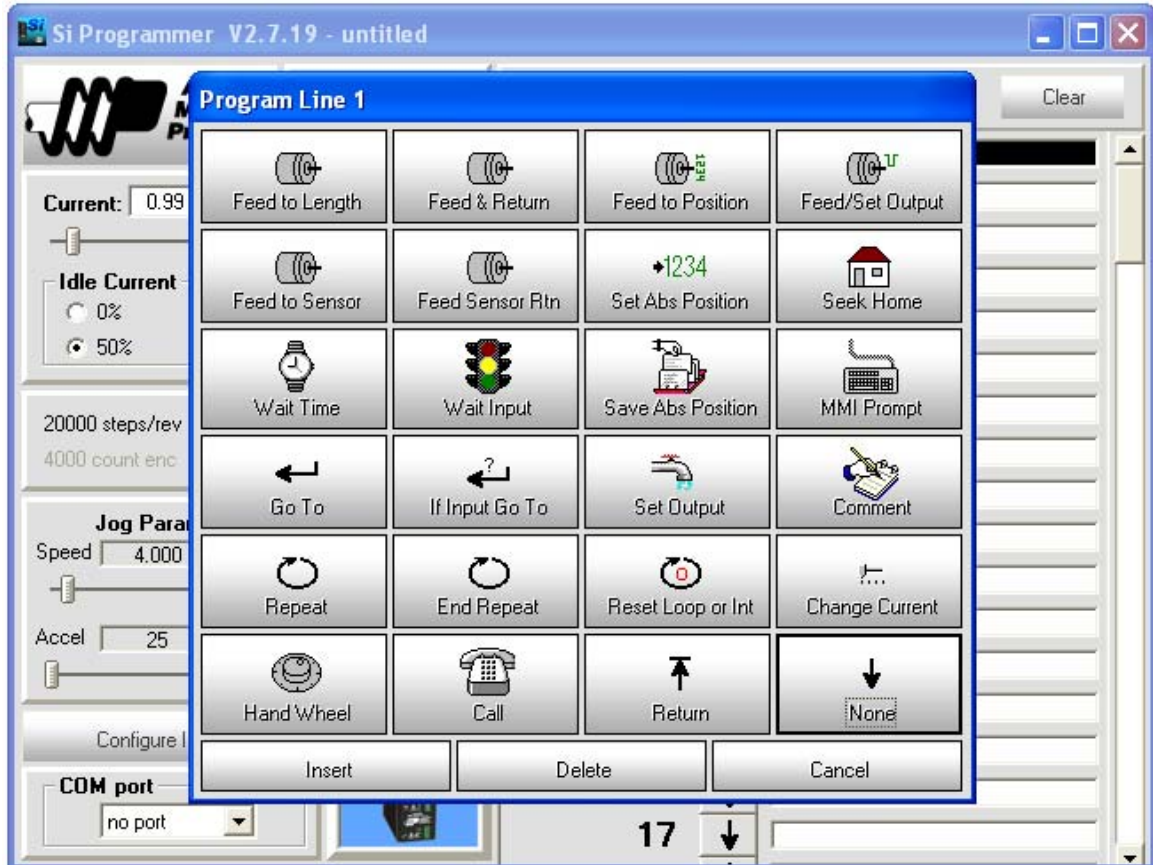 Si Programmer V2.7.19 - untitled
Program Line 1
Clear
Feed to Length
Feed & Return
Feed to Position
Feed/Set Output
Feed to Sensor
Feed Sensor Rtn
1234
Set Abs Position
Seek Home
Wait Time
Wait Input
Save Abs Position
MMI Prompt
Go To
?
If Input Go To
Set Output
Comment
Repeat
End Repeat
0
Reset Loop or Int
Change Current
Hand Wheel
Call
Return
None
Insert
Delete
Cancel
Current: 0.99
Idle Current
0%
50%
20000 steps/rev
4000 count enc
Jog Para
Speed 4.000
Accel 25
Configure I
COM port
no port
17